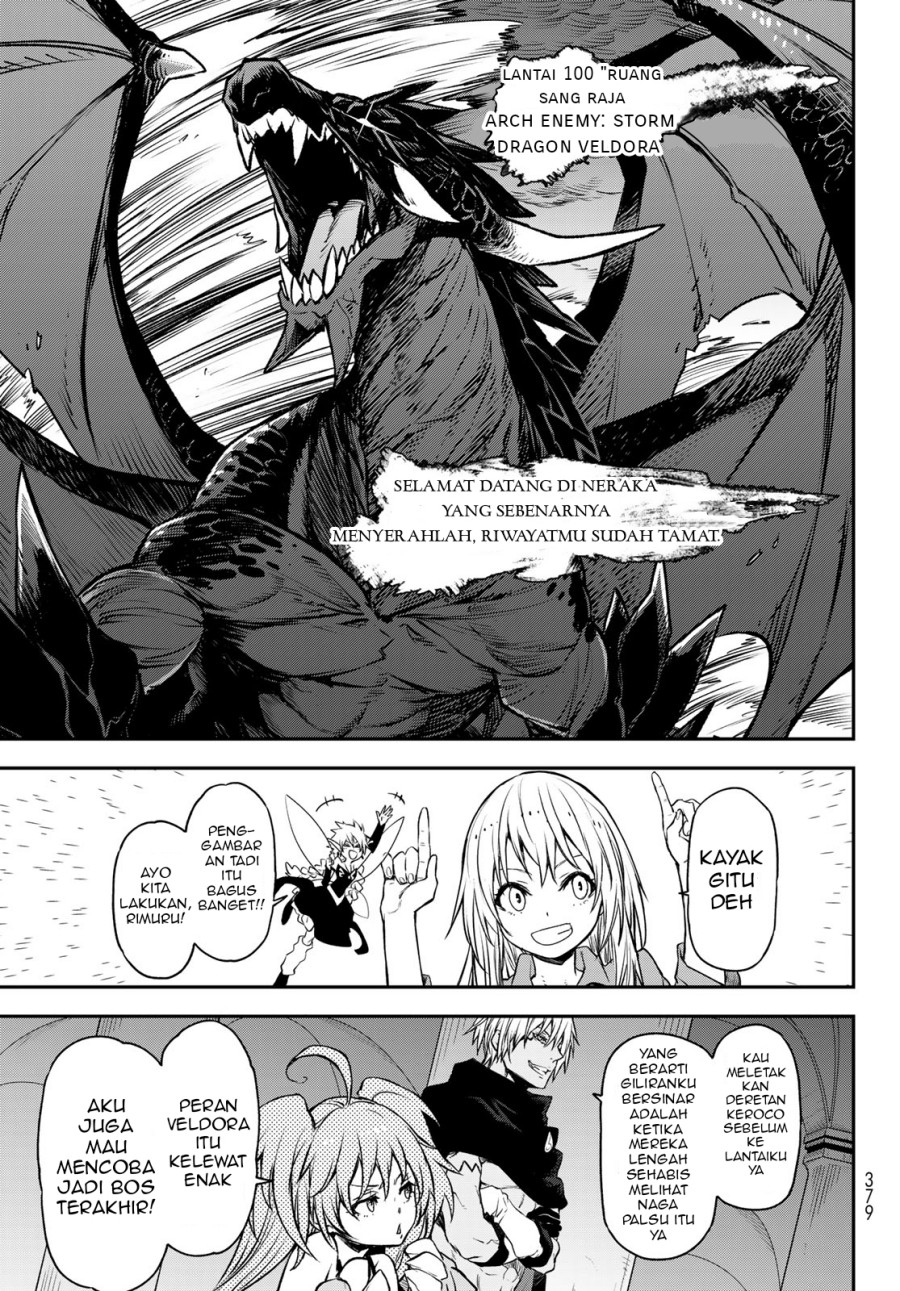 LANTAI 100 "RUANG
SANG RAJA
ARCH ENEMY: STORM
DRAGON VELDORA
SELAMAT DATANG DI NERAKA
YANG SEBENARNYA
MENYERAHLAH, RIWAYATMU SUDAH TAMAT.
KAYAK
GITU
DEH
PENG-
GAMBAR
AN TADI
ITU
BAGUS
BANGET!!
AYO
KITA
LAKUKAN,
RIMURU!
KAU
MELETAK
KAN
DERETAN
KEROCO
SEBELUM
KE
LANTAIKU
YA
YANG
BERARTI
GILIRANKU
BERSINAR
ADALAH
KETIKA
MEREKA
LENGAH
SEHABIS
MELIHAT
NAGA
PALSU ITU
YA
PERAN
VELDORA
ITU
KELEWAT
ENAK
AKU
JUGA
MAU
MENCOBA
JADI BOS
TERAKHIR!
379